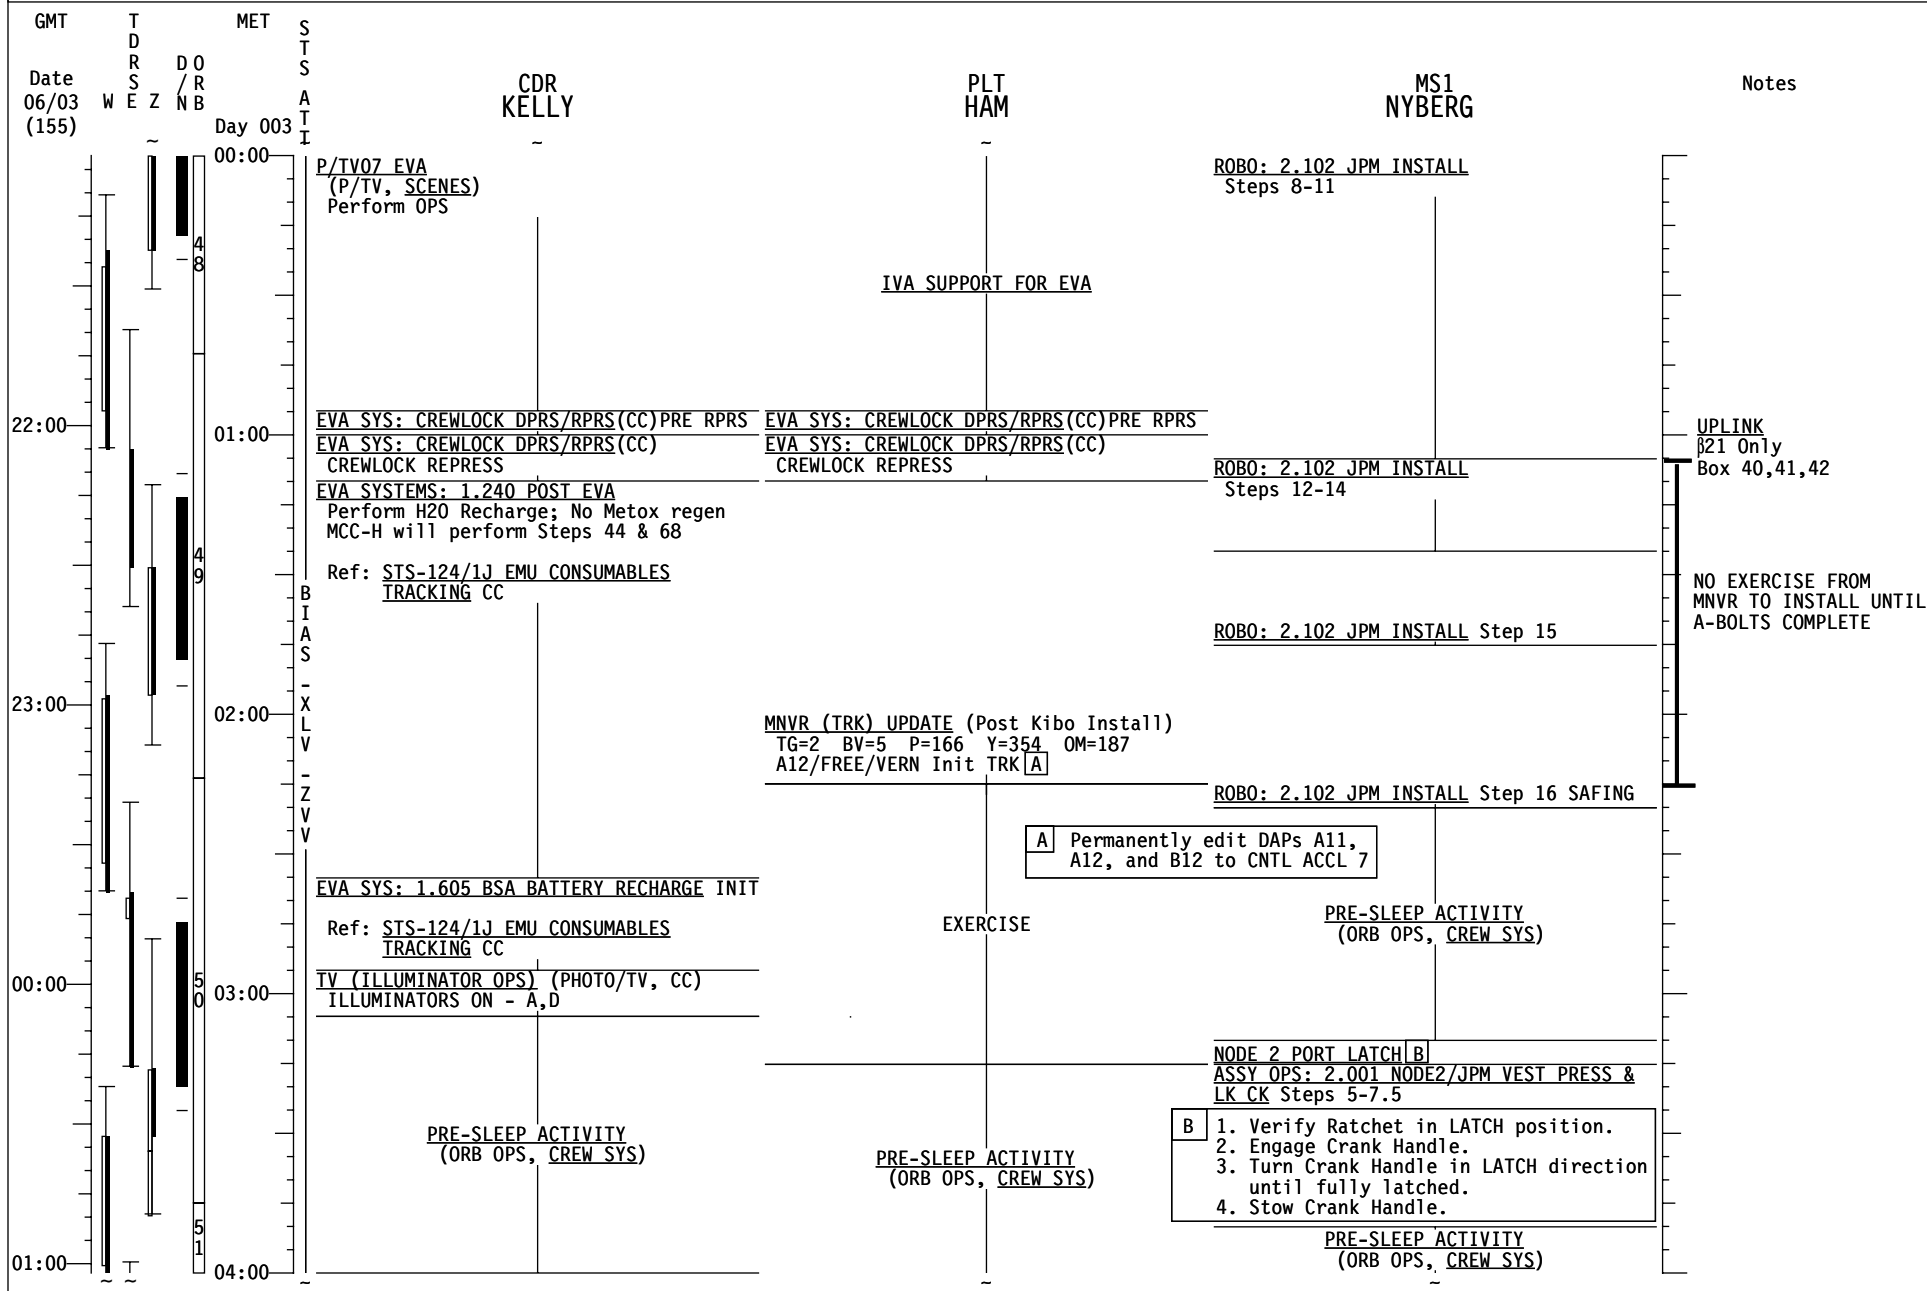 GMT
TDRSE
MET
STS ATT
D/N
ORB
Date
06/03
(155)
W
Z
Day 003
CDR
KELLY
PLT
HAM
MS1
NYBERG
Notes
~
~
~
00:00
P/TV07 EVA
(P/TV, SCENES)
Perform OPS
ROBO: 2.102 JPM INSTALL
Steps 8-11
48
IVA SUPPORT FOR EVA
22:00
01:00
EVA SYS: CREWLOCK DPRS/RPRS(CC)PRE RPRS
EVA SYS: CREWLOCK DPRS/RPRS(CC)
CREWLOCK REPRESS
EVA SYS: CREWLOCK DPRS/RPRS(CC)PRE RPRS
EVA SYS: CREWLOCK DPRS/RPRS(CC)
CREWLOCK REPRESS
UPLINK
β21 Only
Box 40,41,42
ROBO: 2.102 JPM INSTALL
Steps 12-14
EVA SYSTEMS: 1.240 POST EVA
Perform H2O Recharge; No Metox regen
MCC-H will perform Steps 44 & 68
Ref: STS-124/1J EMU CONSUMABLES
TRACKING CC
49
BIAS -XLV -ZVV
NO EXERCISE FROM
MNVR TO INSTALL UNTIL
A-BOLTS COMPLETE
ROBO: 2.102 JPM INSTALL Step 15
23:00
02:00
MNVR (TRK) UPDATE (Post Kibo Install)
TG=2 BV=5 P=166 Y=354 OM=187
A12/FREE/VERN Init TRK A
ROBO: 2.102 JPM INSTALL Step 16 SAFING
A Permanently edit DAPs A11,
A12, and B12 to CNTL ACCL 7
EVA SYS: 1.605 BSA BATTERY RECHARGE INIT
Ref: STS-124/1J EMU CONSUMABLES
TRACKING CC
EXERCISE
PRE-SLEEP ACTIVITY
(ORB OPS, CREW SYS)
00:00
50
03:00
TV (ILLUMINATOR OPS) (PHOTO/TV, CC)
ILLUMINATORS ON - A,D
NODE 2 PORT LATCH B
ASSY OPS: 2.001 NODE2/JPM VEST PRESS &
LK CK Steps 5-7.5
B 1. Verify Ratchet in LATCH position.
2. Engage Crank Handle.
3. Turn Crank Handle in LATCH direction
until fully latched.
4. Stow Crank Handle.
PRE-SLEEP ACTIVITY
(ORB OPS, CREW SYS)
PRE-SLEEP ACTIVITY
(ORB OPS, CREW SYS)
51
PRE-SLEEP ACTIVITY
(ORB OPS, CREW SYS)
01:00
04:00
~ ~ ~ ~ ~